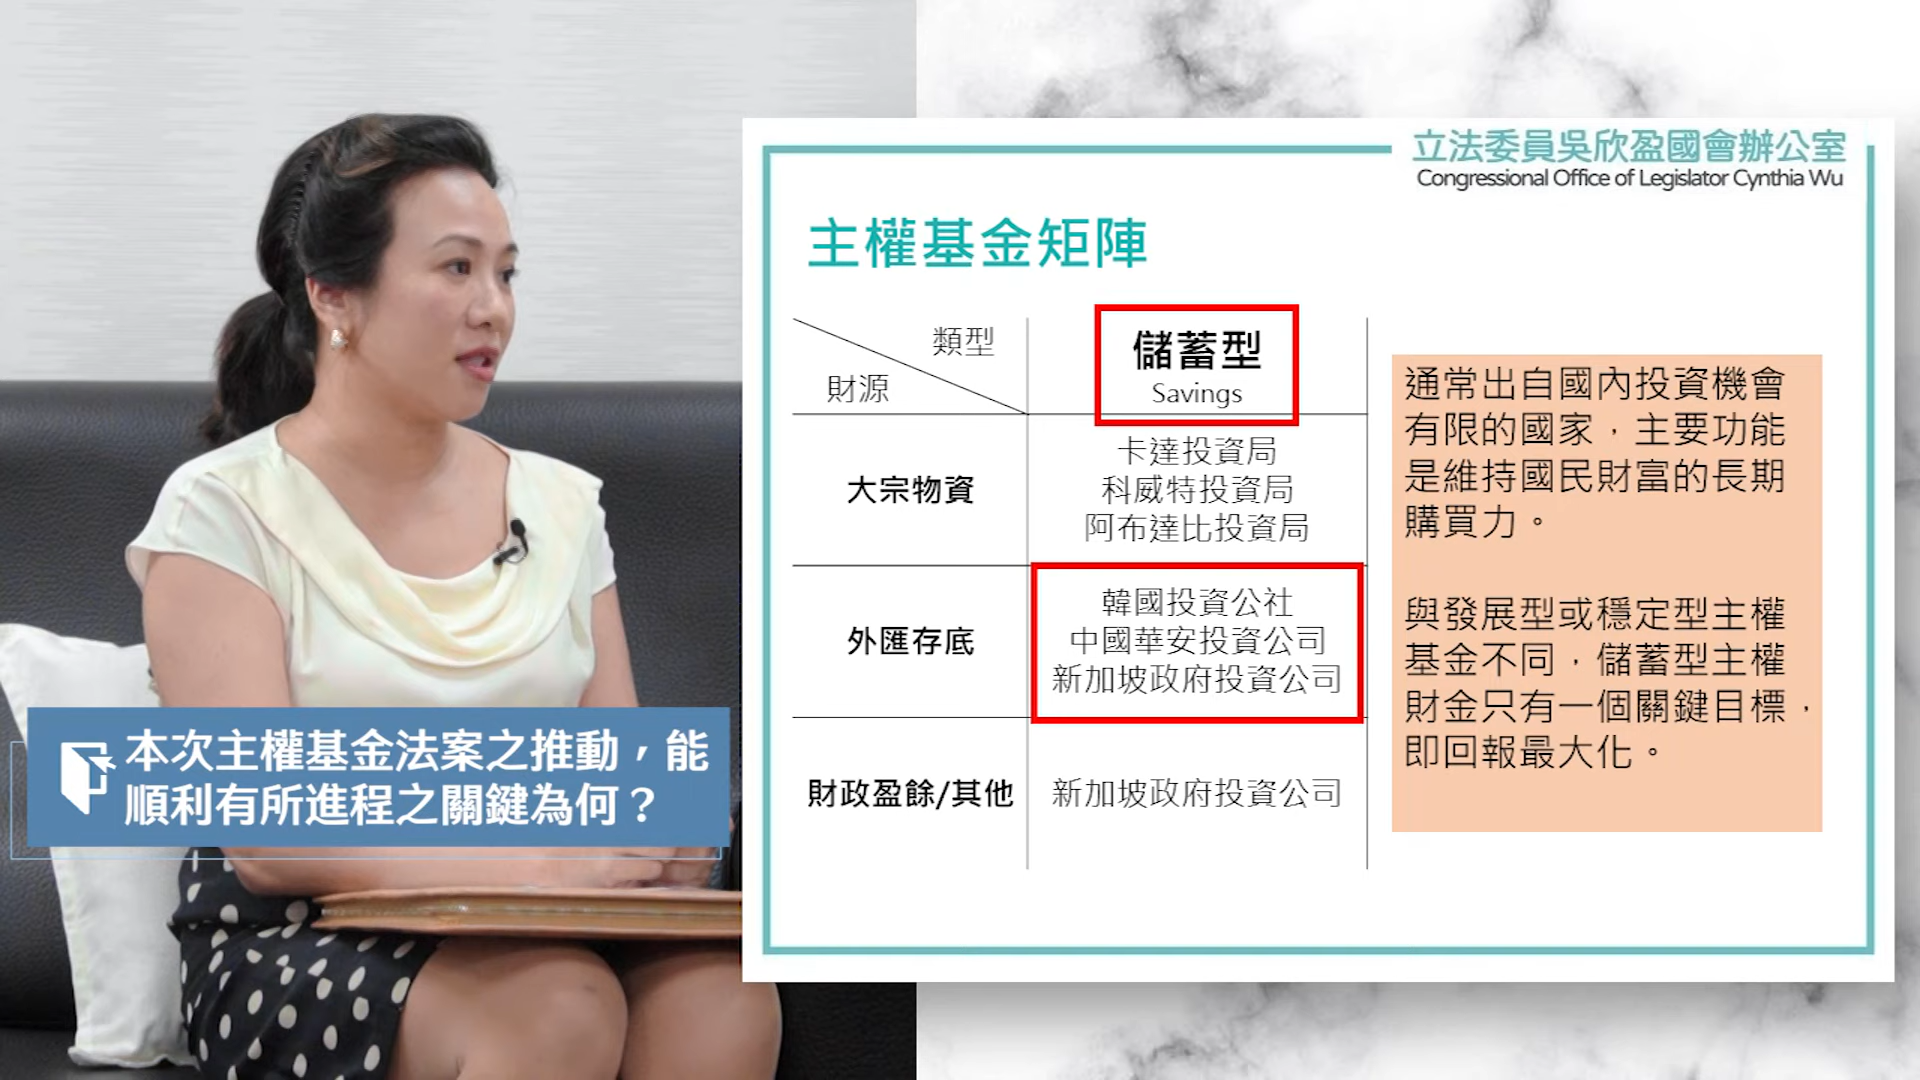 立法委員吳欣盈國會辦公室
Congressional Office of Legislator Cynthia Wu
主權基金矩陣
類型
財源
儲蓄型
Savings
大宗物資
卡達投資局
科威特投資局
阿布達比投資局
外匯存底
韓國投資公社
中國華安投資公司
新加坡政府投資公司
財政盈餘/其他
新加坡政府投資公司
通常出自國內投資機會
有限的國家，主要功能
是維持國民財富的長期
購買力。
與發展型或穩定型主權
基金不同，儲蓄型主權
財金只有一個關鍵目標，
即回報最大化。
本次主權基金法案之推動，能
順利有所進程之關鍵為何？